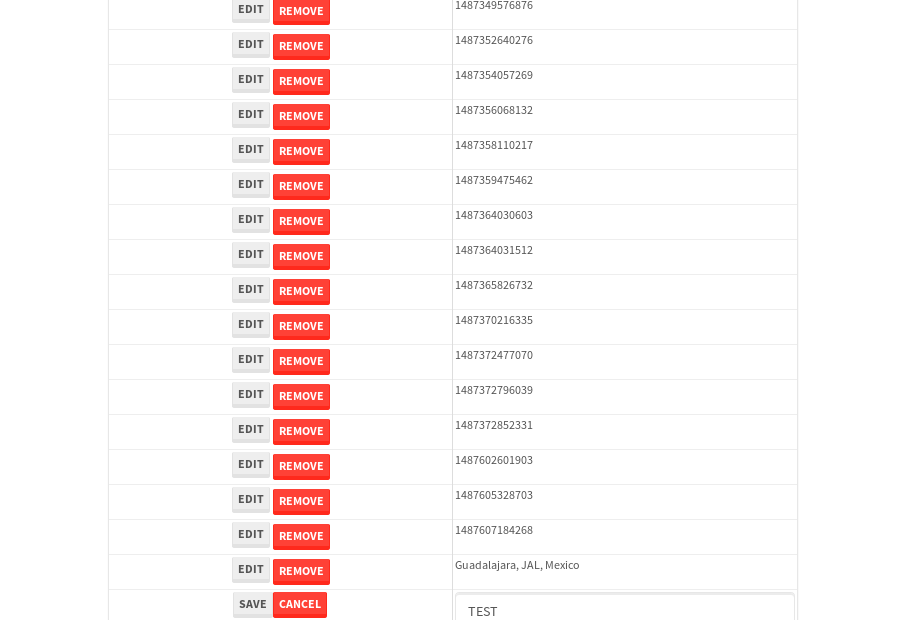 EDIT REMOVE 1487349576876
EDIT REMOVE 1487352640276
EDIT REMOVE 1487354057269
EDIT REMOVE 1487356068132
EDIT REMOVE 1487358110217
EDIT REMOVE 1487359475462
EDIT REMOVE 1487364030603
EDIT REMOVE 1487364031512
EDIT REMOVE 1487365826732
EDIT REMOVE 1487370216335
EDIT REMOVE 1487372477070
EDIT REMOVE 1487372796039
EDIT REMOVE 1487372852331
EDIT REMOVE 1487602601903
EDIT REMOVE 1487605328703
EDIT REMOVE 1487607184268
EDIT REMOVE Guadalajara, JAL, Mexico
SAVE CANCEL TEST